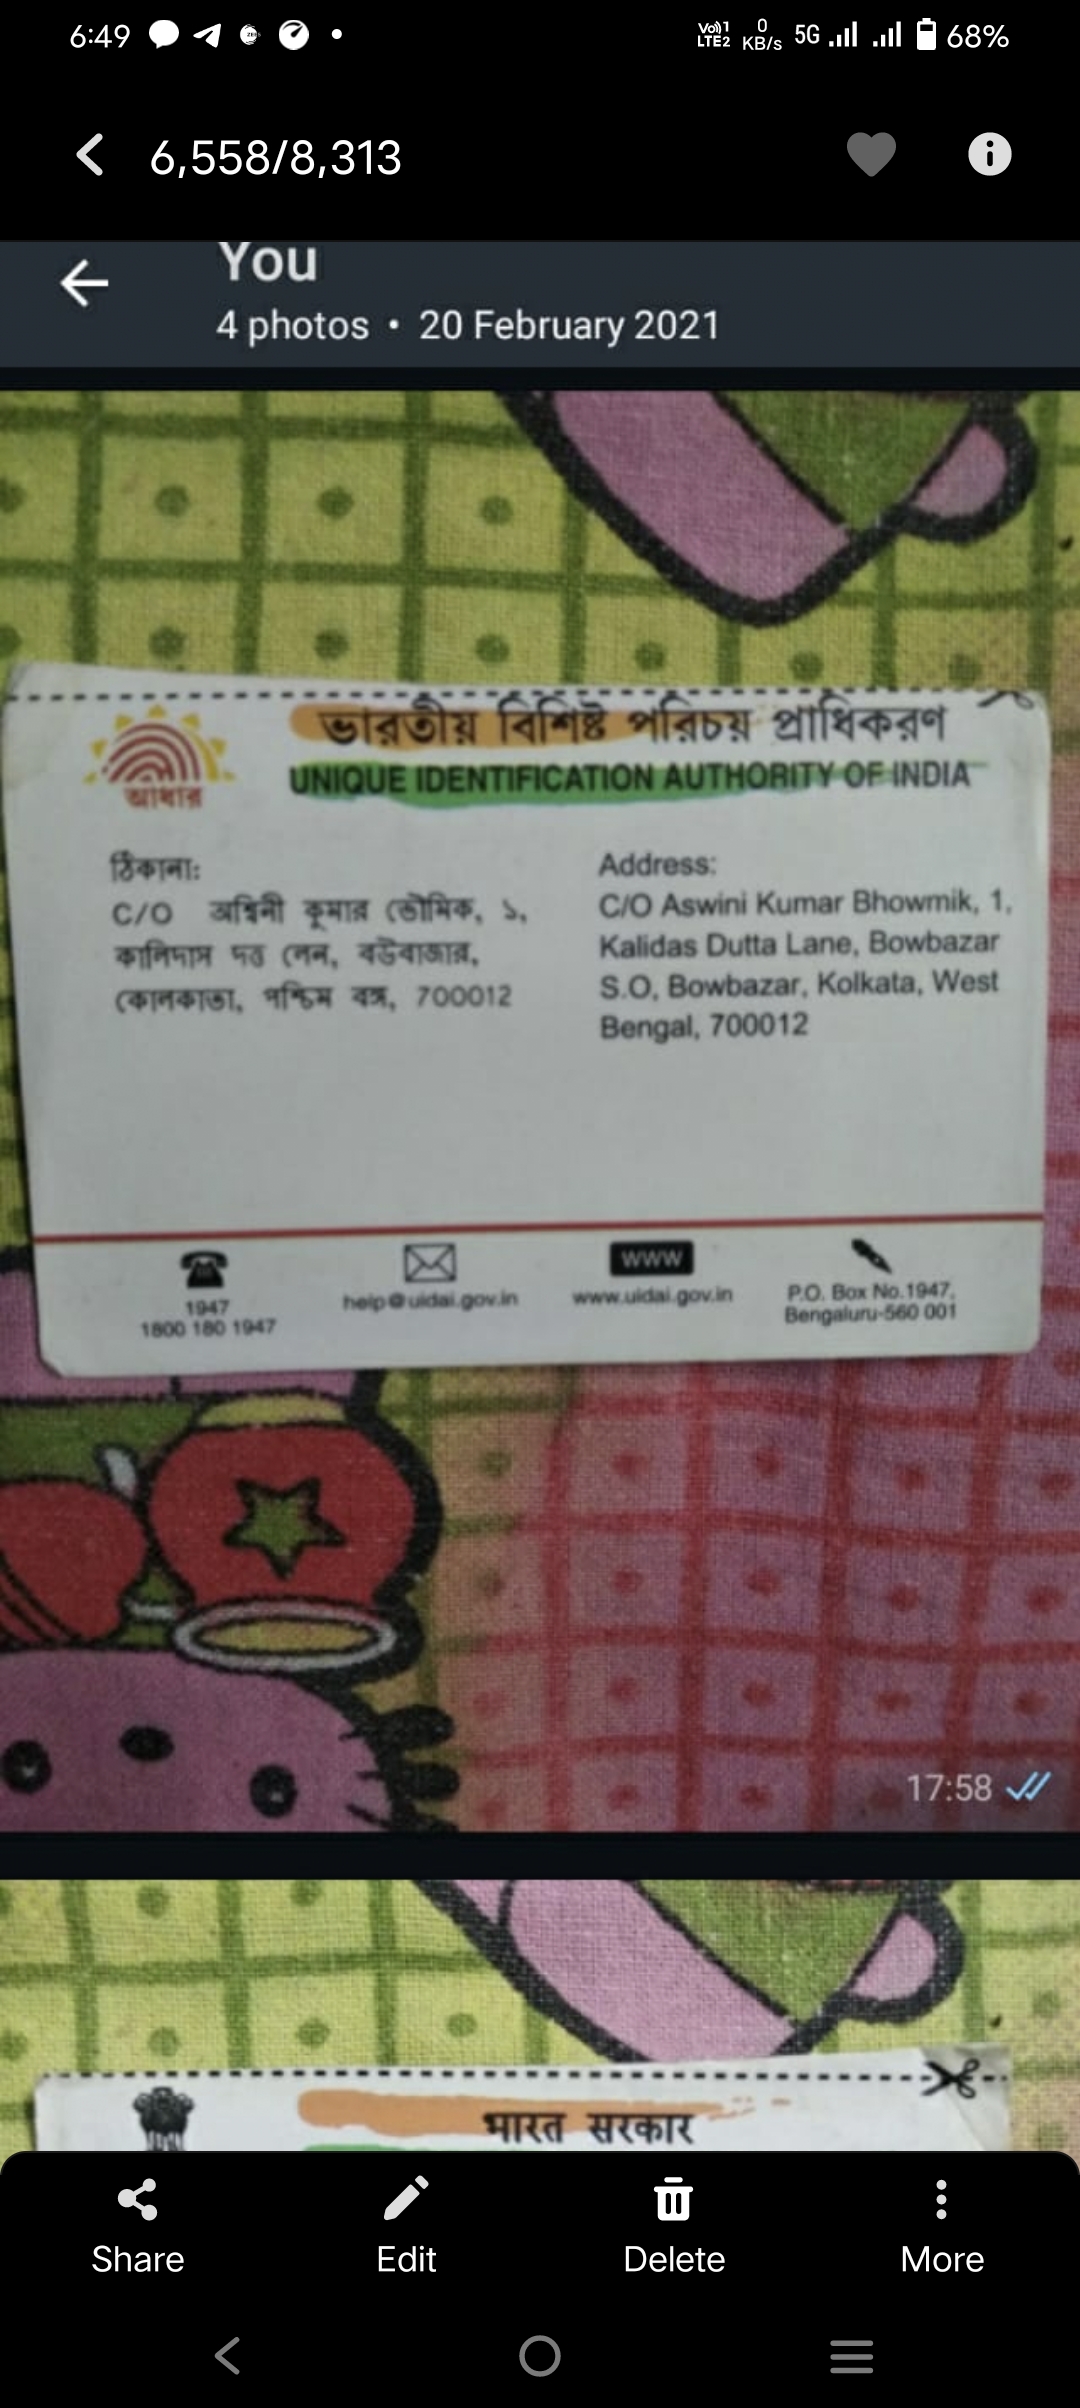 6:49
Vo))1 LTE2
0 KB/s
5G
68%
6,558/8,313
You
4 photos • 20 February 2021
ভারতীয় বিশিষ্ট পরিচয় প্রাধিকরণ
UNIQUE IDENTIFICATION AUTHORITY OF INDIA
আধার
ঠিকানা:
C/O অশ্বিনী কুমার ভৌমিক, ১,
কালিদাস দত্ত লেন, বউবাজার,
কোলকাতা, পশ্চিম বঙ্গ, 700012
Address:
C/O Aswini Kumar Bhowmik, 1,
Kalidas Dutta Lane, Bowbazar
S.O, Bowbazar, Kolkata, West
Bengal, 700012
1947
1800 180 1947
help@uidai.gov.in
www
www.uidai.gov.in
P.O. Box No.1947,
Bengaluru-560 001
17:58
भारत सरकार
Share
Edit
Delete
More